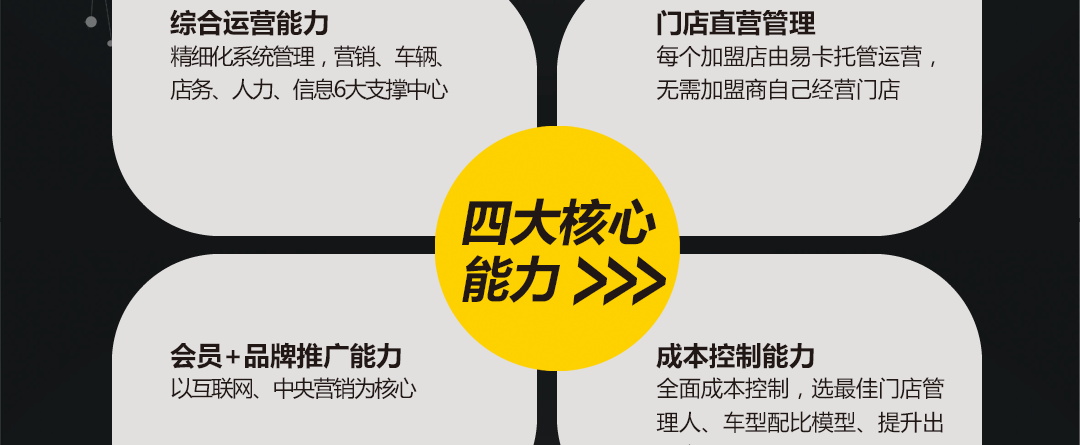 综合运营能力
精细化系统管理，营销、车辆、
店务、人力、信息6大支撑中心
门店直营管理
每个加盟店由易卡托管运营，
无需加盟商自己经营门店
四大核心
能力
会员+品牌推广能力
以互联网、中央营销为核心
成本控制能力
全面成本控制，选最佳门店管
理人、车型配比模型、提升出